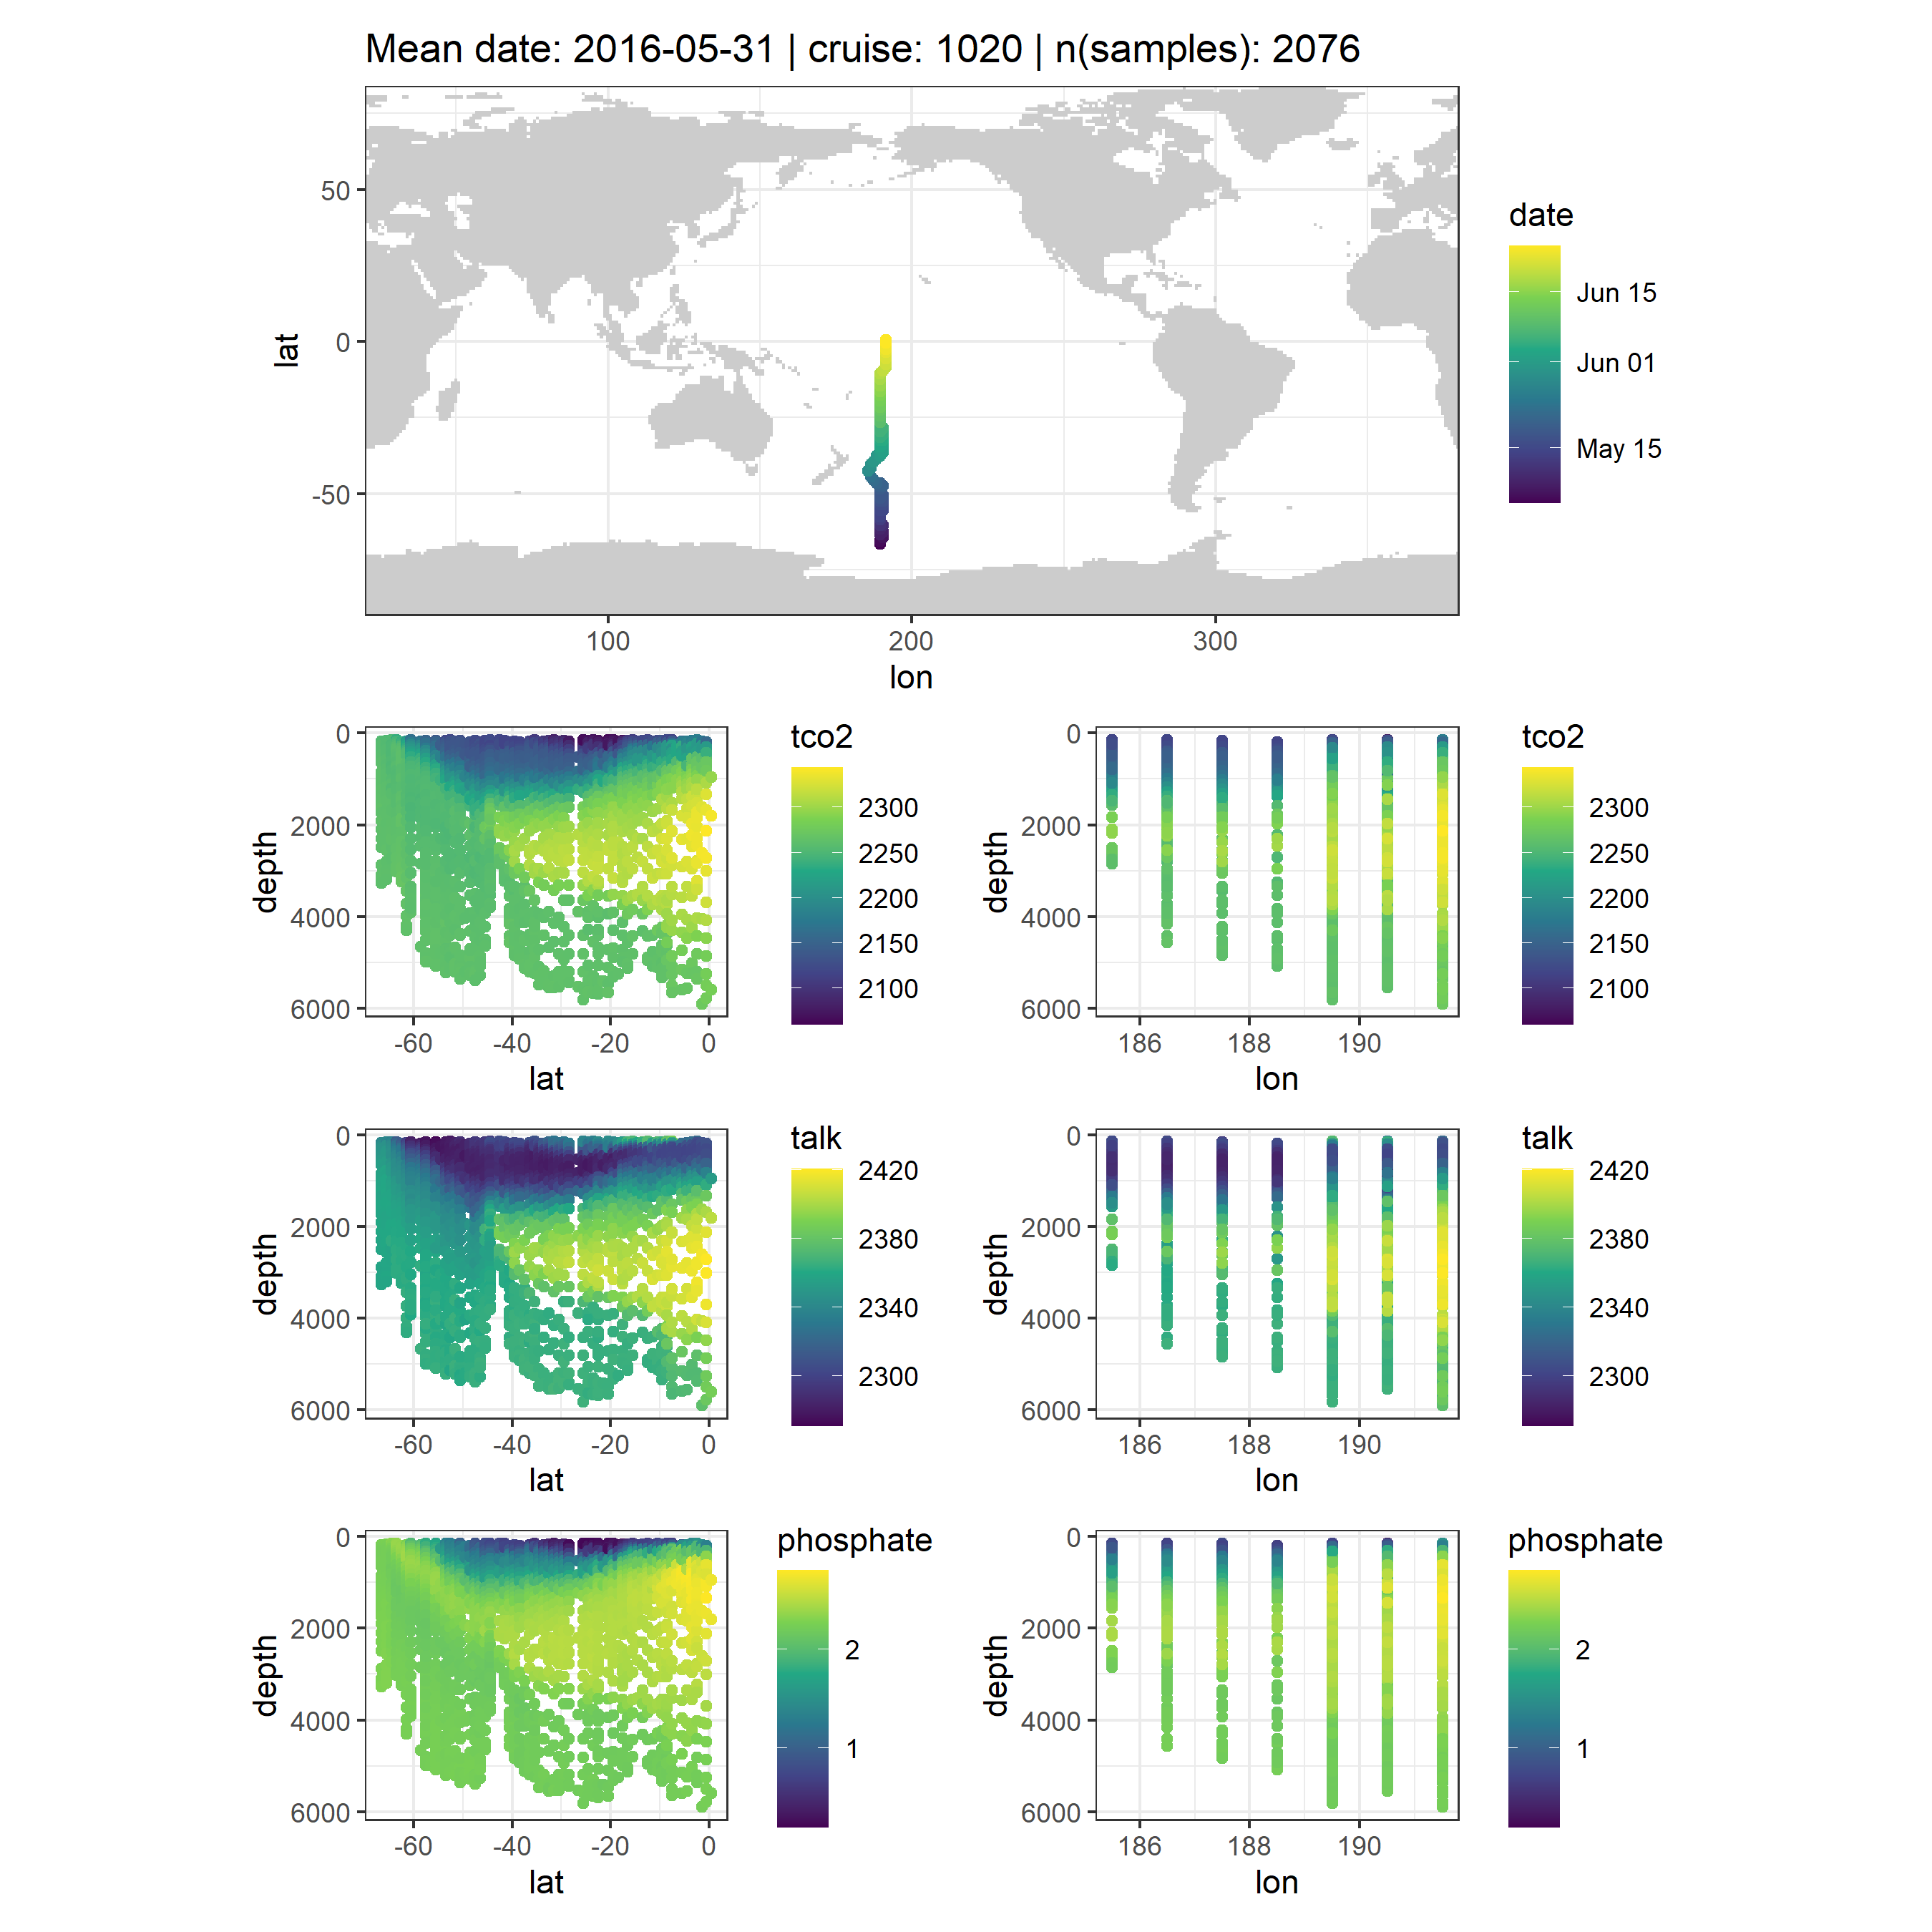 Mean date: 2016-05-31 | cruise: 1020 | n(samples): 2076
50
0
-50
lat
100
200
300
lon
date
Jun 15
Jun 01
May 15
0
2000
4000
6000
depth
-60
-40
-20
0
lat
tco2
2300
2250
2200
2150
2100
0
2000
4000
6000
depth
186
188
190
lon
tco2
2300
2250
2200
2150
2100
0
2000
4000
6000
depth
-60
-40
-20
0
lat
talk
2420
2380
2340
2300
0
2000
4000
6000
depth
186
188
190
lon
talk
2420
2380
2340
2300
0
2000
4000
6000
depth
-60
-40
-20
0
lat
phosphate
2
1
0
2000
4000
6000
depth
186
188
190
lon
phosphate
2
1